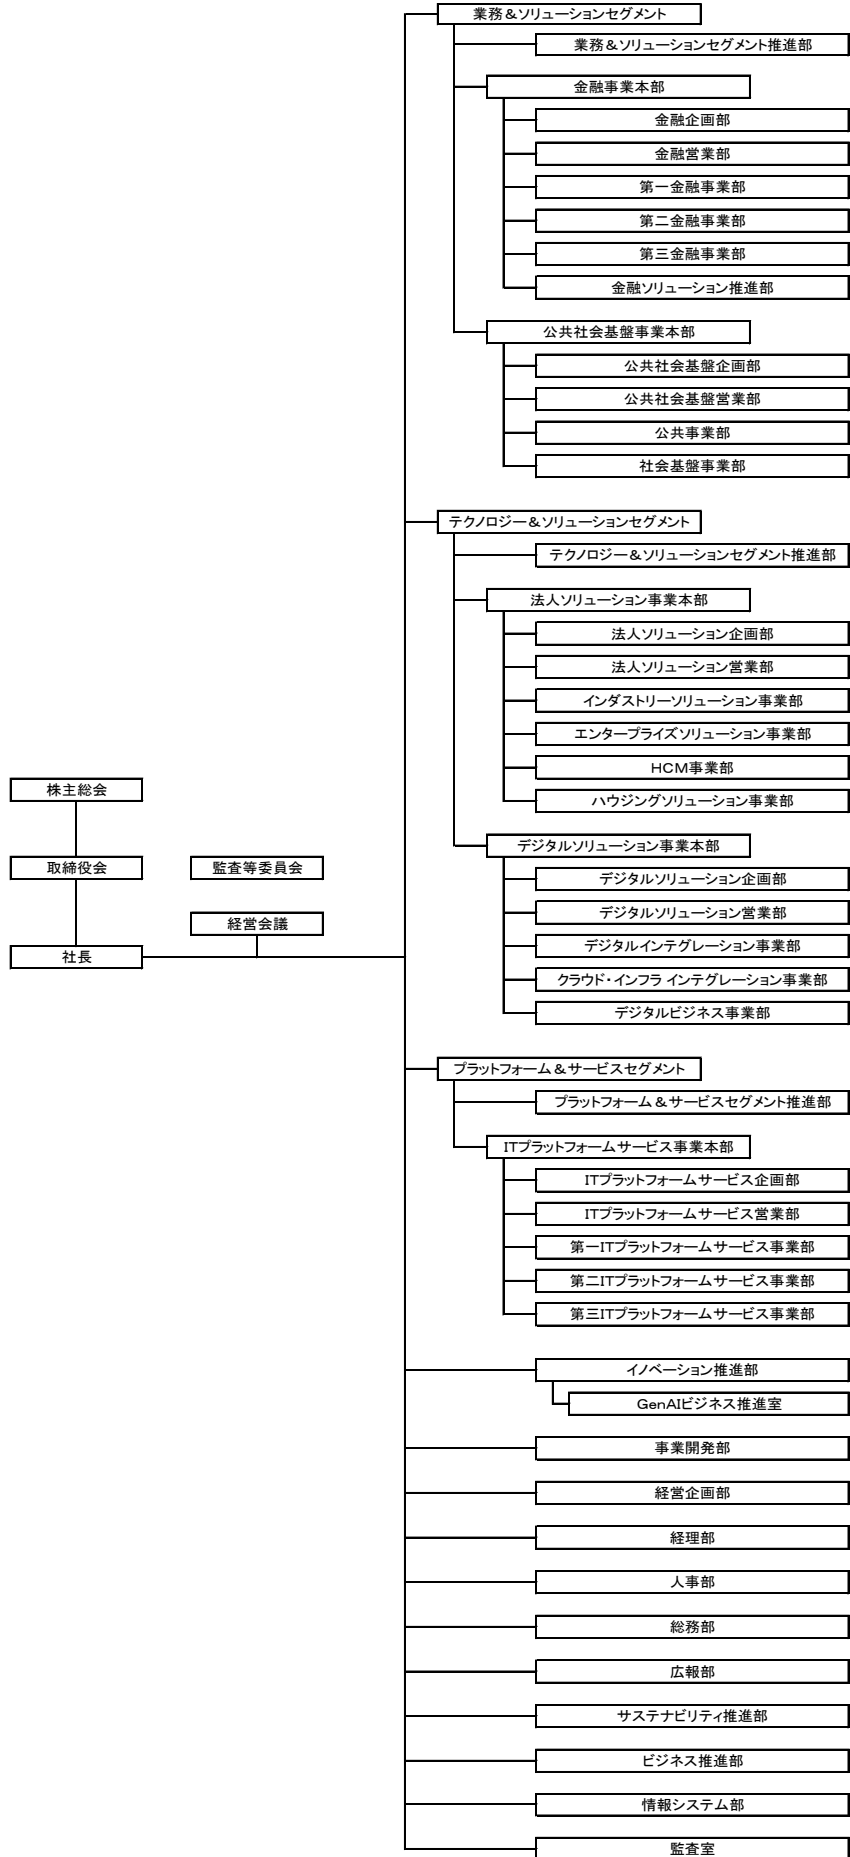 株主総会
取締役会
監査等委員会
経営会議
社長
業務&ソリューションセグメント
業務&ソリューションセグメント推進部
金融事業本部
金融企画部
金融営業部
第一金融事業部
第二金融事業部
第三金融事業部
金融ソリューション推進部
公共社会基盤事業本部
公共社会基盤企画部
公共社会基盤営業部
公共事業部
社会基盤事業部
テクノロジー&ソリューションセグメント
テクノロジー&ソリューションセグメント推進部
法人ソリューション事業本部
法人ソリューション企画部
法人ソリューション営業部
インダストリーソリューション事業部
エンタープライズソリューション事業部
HCM事業部
ハウジングソリューション事業部
デジタルソリューション事業本部
デジタルソリューション企画部
デジタルソリューション営業部
デジタルインテグレーション事業部
クラウド・インフラ インテグレーション事業部
デジタルビジネス事業部
プラットフォーム&サービスセグメント
プラットフォーム&サービスセグメント推進部
ITプラットフォームサービス事業本部
ITプラットフォームサービス企画部
ITプラットフォームサービス営業部
第一ITプラットフォームサービス事業部
第二ITプラットフォームサービス事業部
第三ITプラットフォームサービス事業部
イノベーション推進部
GenAIビジネス推進室
事業開発部
経営企画部
経理部
人事部
総務部
広報部
サステナビリティ推進部
ビジネス推進部
情報システム部
監査室